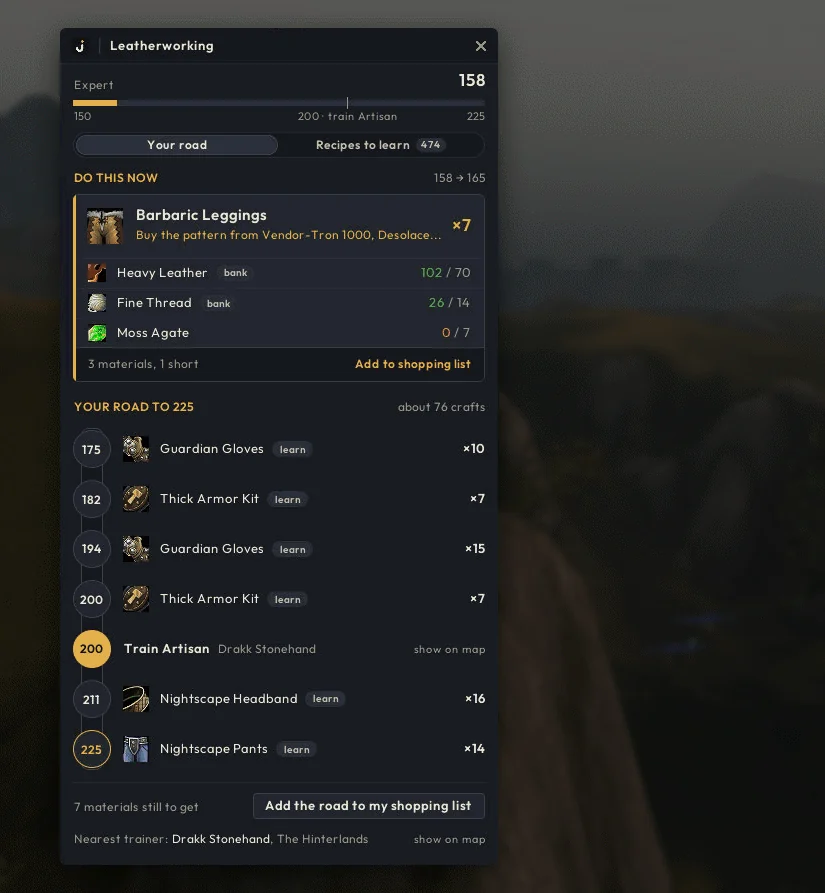 Leatherworking
Expert 158
150 200 · train Artisan 225
Your road Recipes to learn 474
DO THIS NOW 158 → 165
Barbaric Leggings
Buy the pattern from Vendor-Tron 1000, Desolace... ×7
Heavy Leather bank 102 / 70
Fine Thread bank 26 / 14
Moss Agate 0 / 7
3 materials, 1 short Add to shopping list
YOUR ROAD TO 225 about 76 crafts
175 Guardian Gloves learn ×10
182 Thick Armor Kit learn ×7
194 Guardian Gloves learn ×15
200 Thick Armor Kit learn ×7
200 Train Artisan Drakk Stonehand show on map
211 Nightscape Headband learn ×16
225 Nightscape Pants learn ×14
7 materials still to get Add the road to my shopping list
Nearest trainer: Drakk Stonehand, The Hinterlands show on map